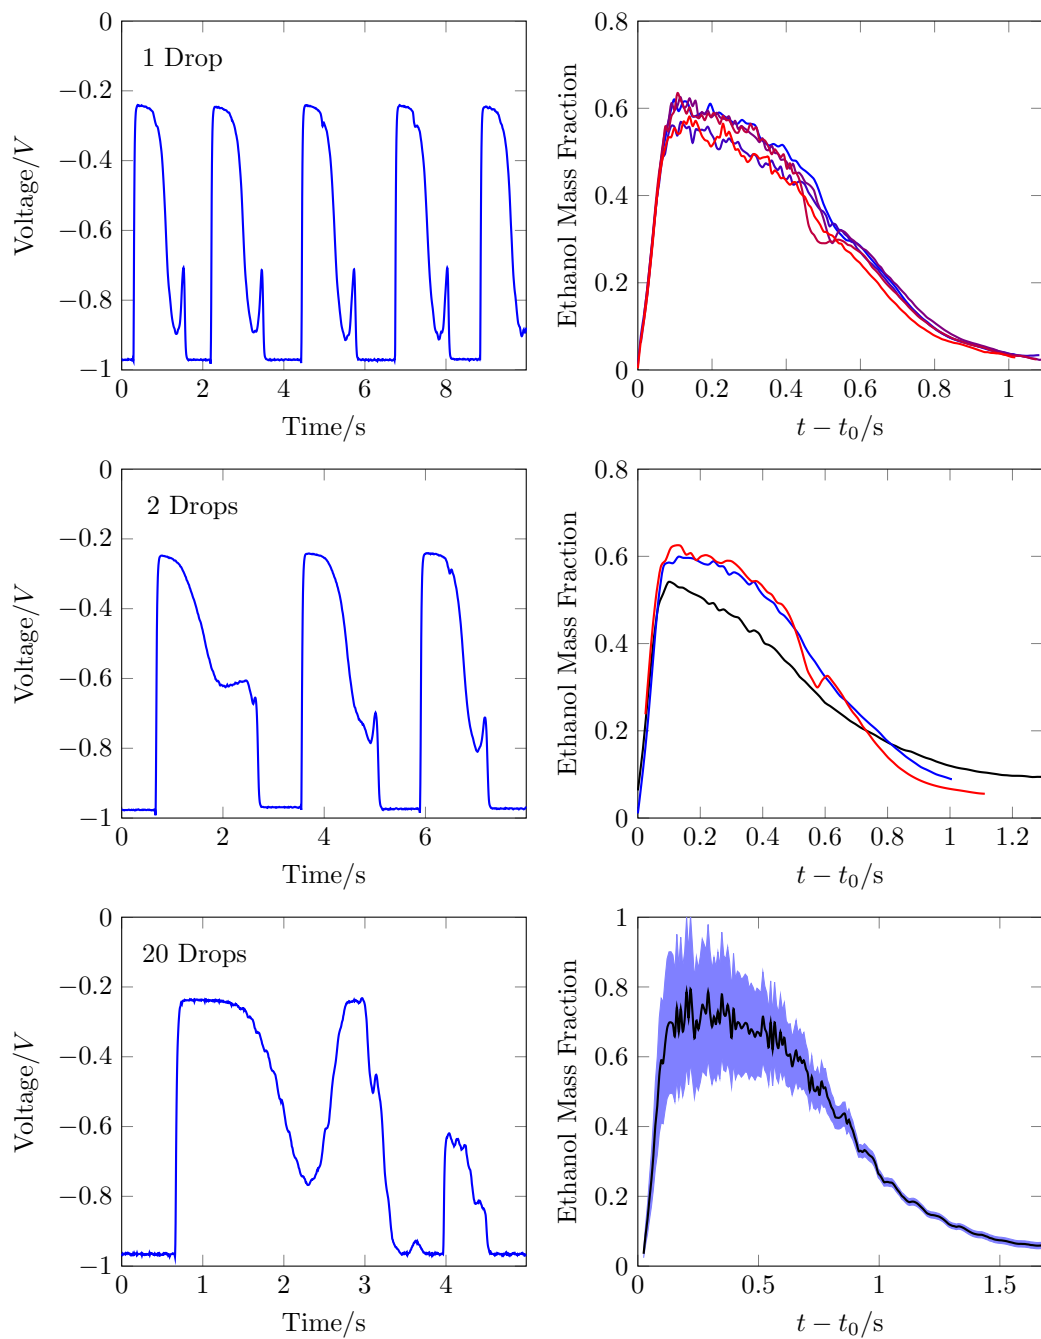 0
−0.2
−0.4
−0.6
−0.8
−1
Voltage/V
1 Drop
0 2 4 6 8
Time/s
0.8
0.6
0.4
0.2
0
Ethanol Mass Fraction
0 0.2 0.4 0.6 0.8 1
t − t₀/s
0
−0.2
−0.4
−0.6
−0.8
−1
Voltage/V
2 Drops
0 2 4 6
Time/s
0.8
0.6
0.4
0.2
0
Ethanol Mass Fraction
0 0.2 0.4 0.6 0.8 1 1.2
t − t₀/s
0
−0.2
−0.4
−0.6
−0.8
−1
Voltage/V
20 Drops
0 1 2 3 4
Time/s
1
0.8
0.6
0.4
0.2
0
Ethanol Mass Fraction
0.5 1 1.5
t − t₀/s